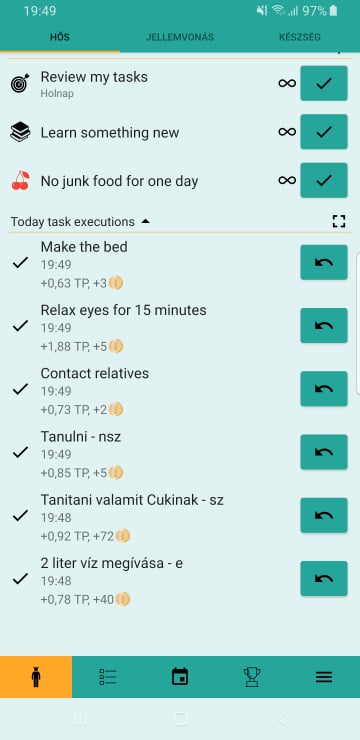 19:49
97%
HŐS
JELLEMVONÁS
KÉSZSÉG
Review my tasks
Holnap
∞
Learn something new
∞
No junk food for one day
∞
Today task executions
Make the bed
19:49
+0,63 TP, +3
Relax eyes for 15 minutes
19:49
+1,88 TP, +5
Contact relatives
19:49
+0,73 TP, +2
Tanulni - nsz
19:49
+0,85 TP, +5
Tanitani valamit Cukinak - sz
19:48
+0,92 TP, +72
2 liter víz megívása - e
19:48
+0,78 TP, +40